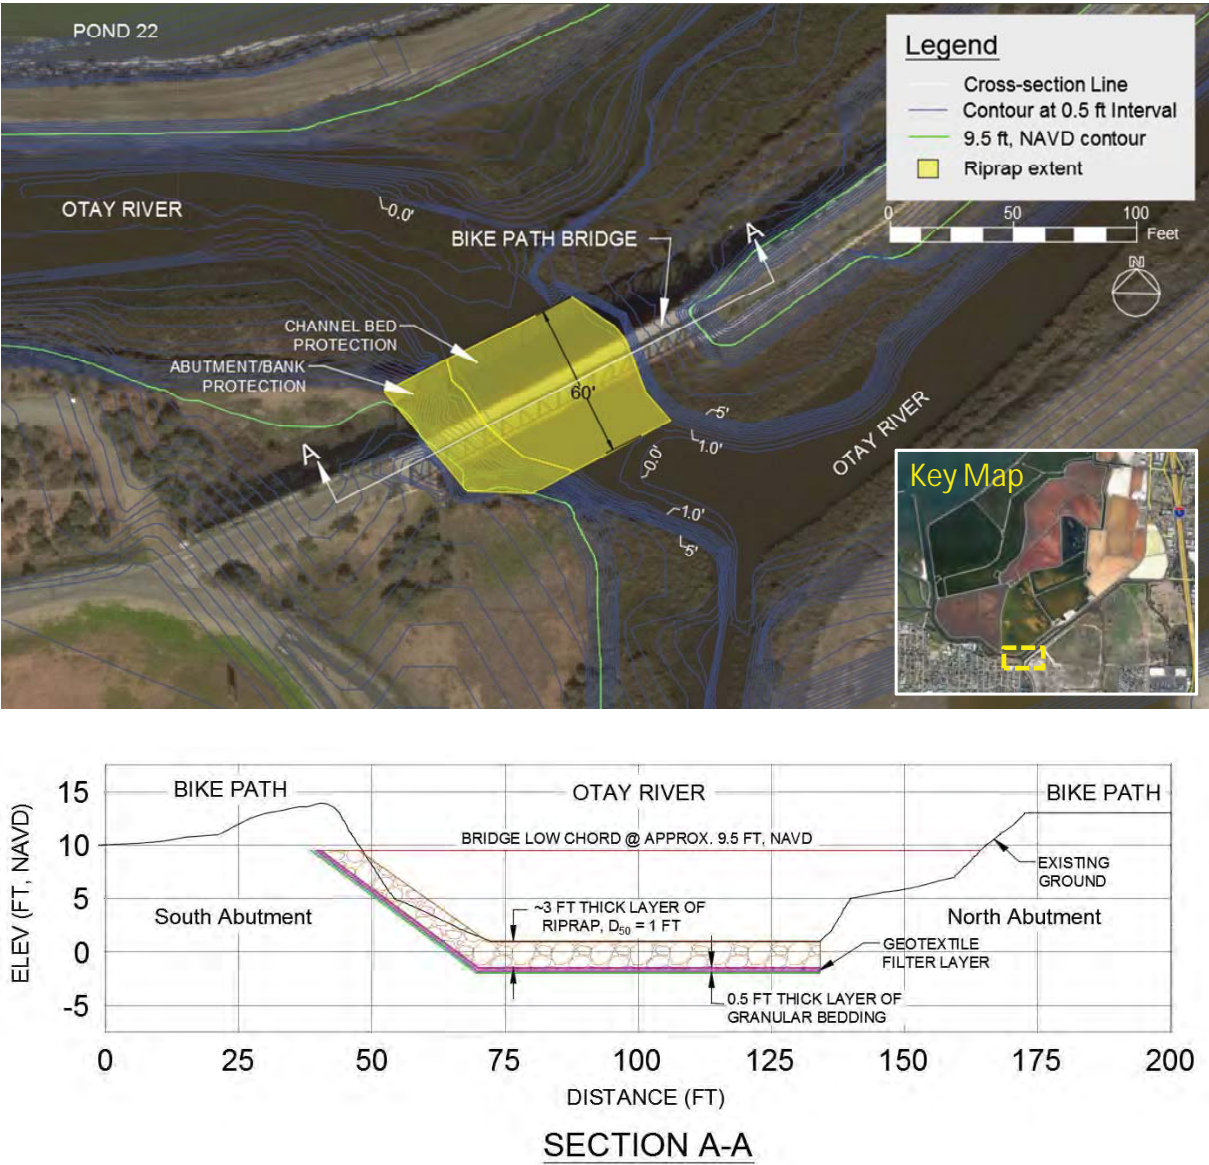 POND 22
Legend
Cross-section Line
Contour at 0.5 ft Interval
9.5 ft, NAVD contour
Riprap extent
0 50 100
Feet
N
OTAY RIVER
0.0'
BIKE PATH BRIDGE
A
CHANNEL BED
PROTECTION
ABUTMENT/BANK
PROTECTION
60'
A
5'
1.0'
0.0'
OTAY RIVER
1.0'
5'
Key Map
15
10
5
0
-5
ELEV (FT, NAVD)
BIKE PATH
OTAY RIVER
BIKE PATH
BRIDGE LOW CHORD @ APPROX. 9.5 FT, NAVD
EXISTING
GROUND
South Abutment
~3 FT THICK LAYER OF
RIPRAP, D50 = 1 FT
North Abutment
GEOTEXTILE
FILTER LAYER
0.5 FT THICK LAYER OF
GRANULAR BEDDING
0 25 50 75 100 125 150 175 200
DISTANCE (FT)
SECTION A-A